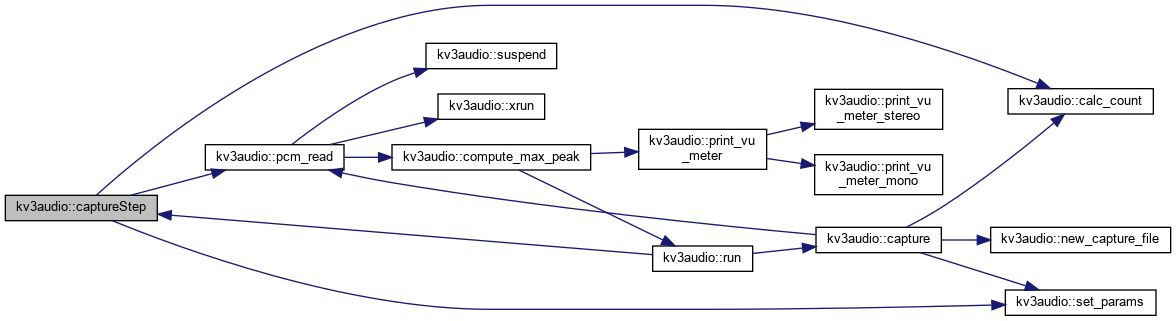 kv3audio::captureStep
kv3audio::pcm_read
kv3audio::suspend
kv3audio::xrun
kv3audio::compute_max_peak
kv3audio::print_vu
_meter
kv3audio::run
kv3audio::print_vu
_meter_stereo
kv3audio::print_vu
_meter_mono
kv3audio::capture
kv3audio::calc_count
kv3audio::new_capture_file
kv3audio::set_params